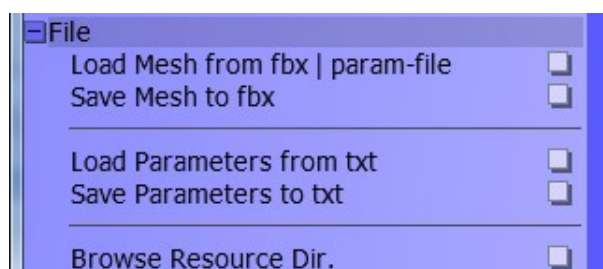 File
Load Mesh from fbx | param-file
Save Mesh to fbx
Load Parameters from txt
Save Parameters to txt
Browse Resource Dir.